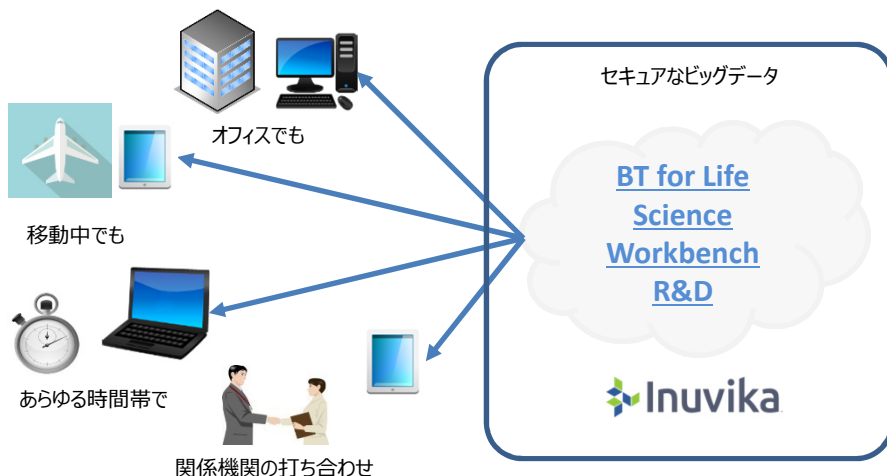 オフィスでも
移動中でも
あらゆる時間帯で
関係機関の打ち合わせ
セキュアなビッグデータ
BT for Life
Science
Workbench
R&D
Inuvika